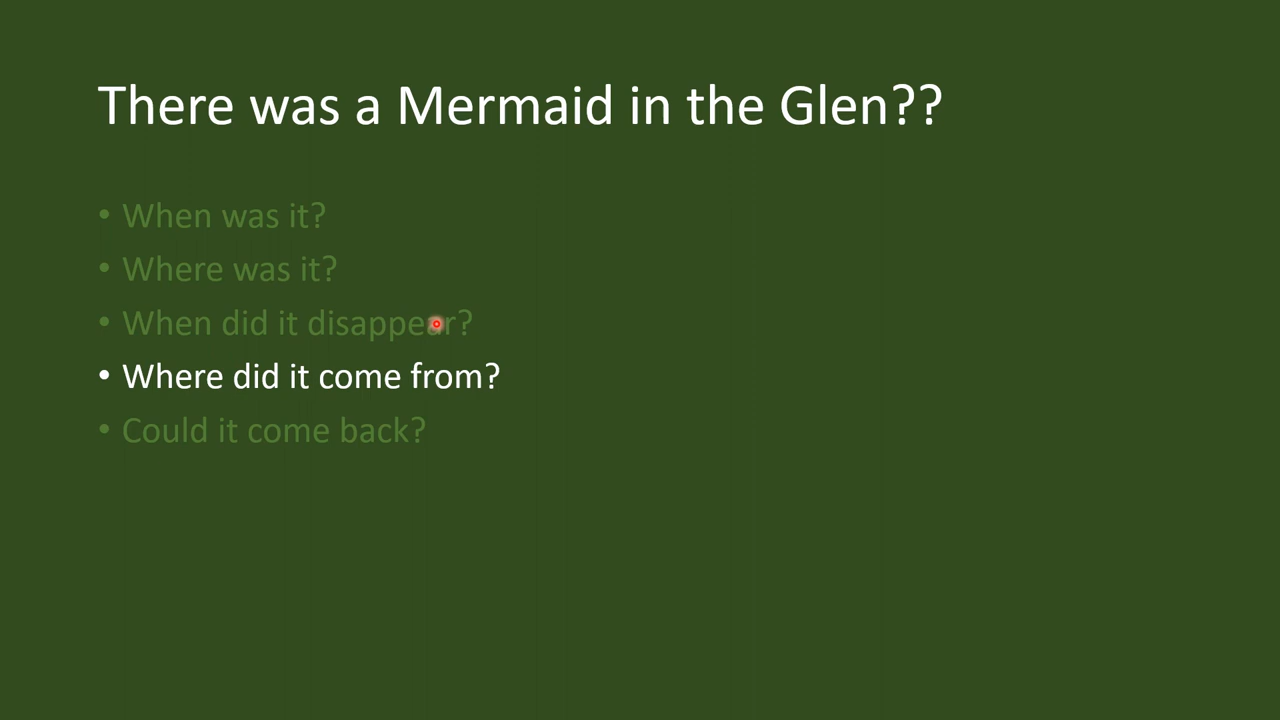 There was a Mermaid in the Glen??
• When was it?
• Where was it?
• When did it disappear?
• Where did it come from?
• Could it come back?